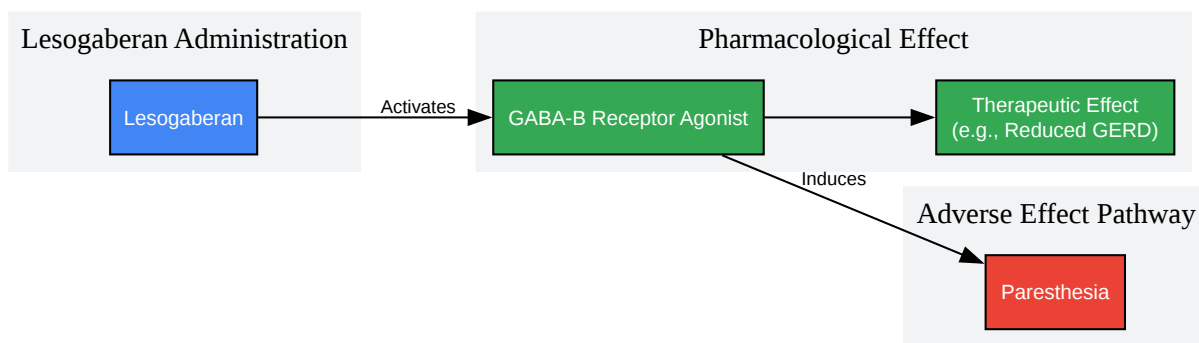 Lesogaberan Administration
Pharmacological Effect
Lesogaberan
Activates
GABA-B Receptor Agonist
Therapeutic Effect
(e.g., Reduced GERD)
Induces
Adverse Effect Pathway
Paresthesia